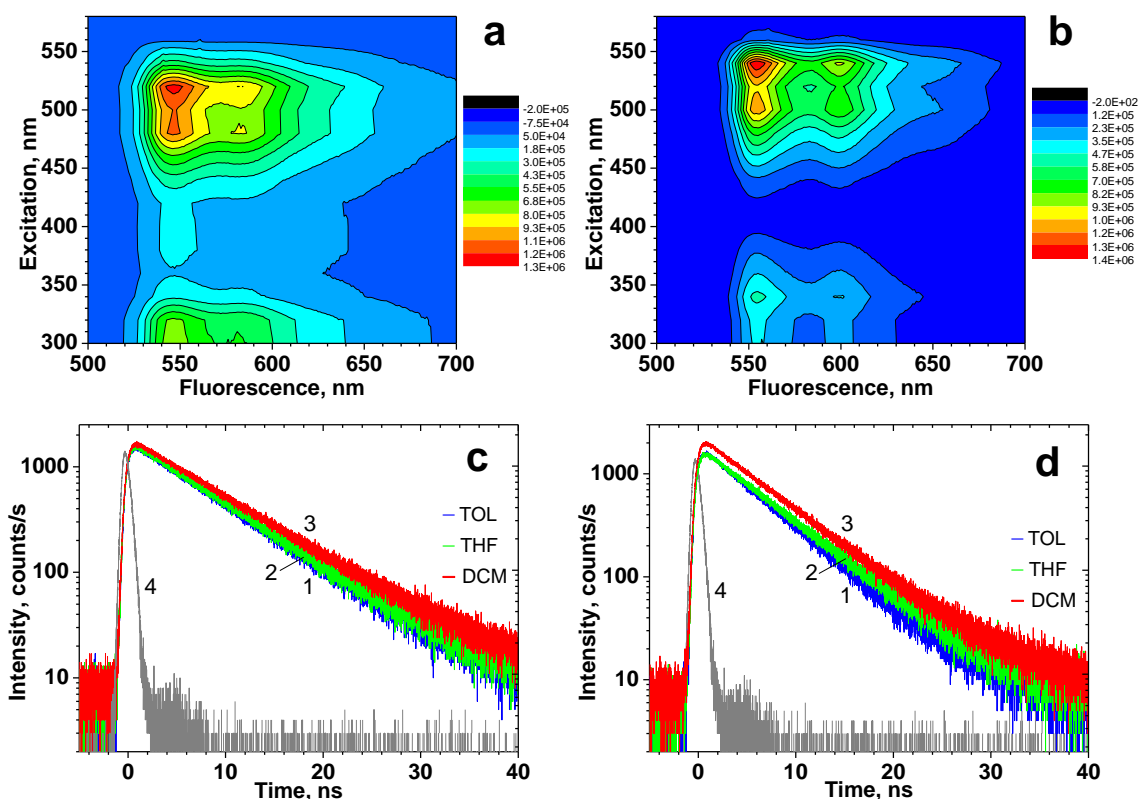 a
Excitation, nm
550
500
450
400
350
300
500
550
600
650
700
Fluorescence, nm
-2.0E+05
-7.5E+04
5.0E+04
1.8E+05
3.0E+05
4.3E+05
5.5E+05
6.8E+05
8.0E+05
9.3E+05
1.1E+06
1.2E+06
1.3E+06
b
Excitation, nm
550
500
450
400
350
300
500
550
600
650
700
Fluorescence, nm
-2.0E+02
1.2E+05
2.3E+05
3.5E+05
4.7E+05
5.8E+05
7.0E+05
8.2E+05
9.3E+05
1.0E+06
1.2E+06
1.3E+06
1.4E+06
c
Intensity, counts/s
1000
100
10
0
10
20
30
40
Time, ns
TOL
THF
DCM
3
2
1
4
d
Intensity, counts/s
1000
100
10
0
10
20
30
40
Time, ns
TOL
THF
DCM
3
2
1
4